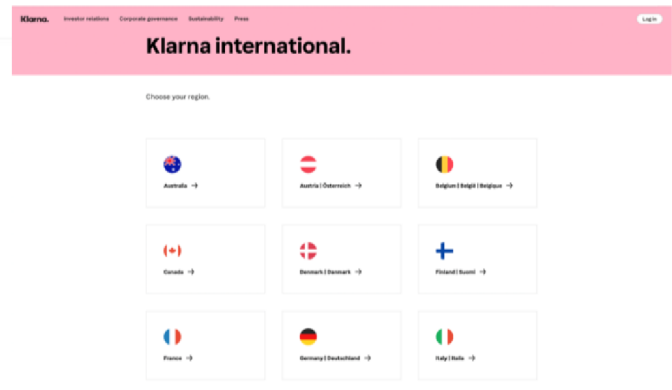 Klarna. Investor relations Corporate governance Sustainability Press Log in
Klarna international.
Choose your region.
Australia → Austria | Österreich → Belgium | België | Belgique →
Canada → Denmark | Danmark → Finland | Suomi →
France → Germany | Deutschland → Italy | Italia →